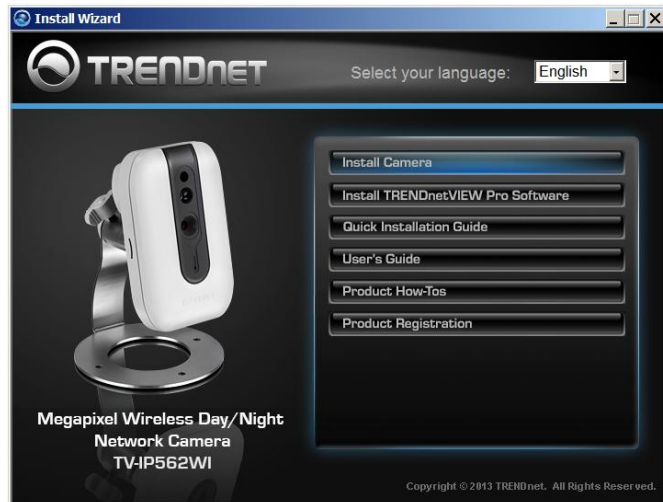 Install Wizard
TRENDnET
Select your language:
English
Install Camera
Install TRENDnetVIEW Pro Software
Quick Installation Guide
User's Guide
Product How-Tos
Product Registration
Megapixel Wireless Day/Night
Network Camera
TV-IP562WI
Copyright © 2013 TRENDnet. All Rights Reserved.